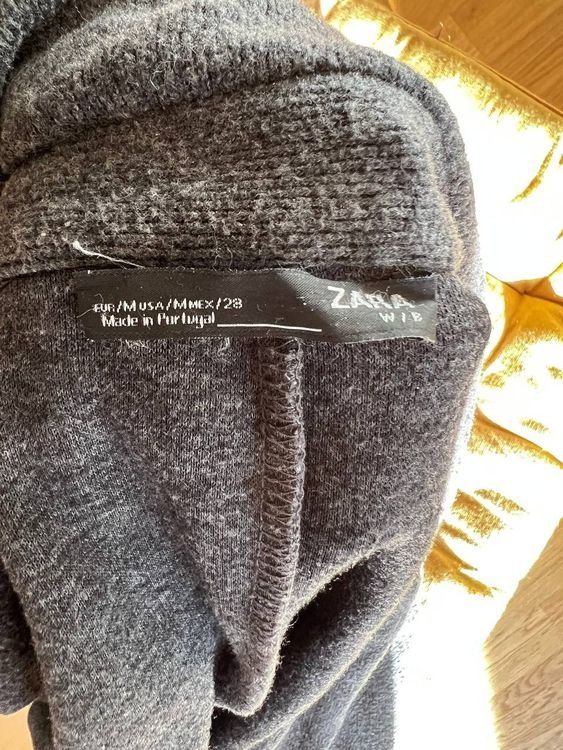 EUR/M USA/M MEX/28
Made in Portugal
ZARA
W / B